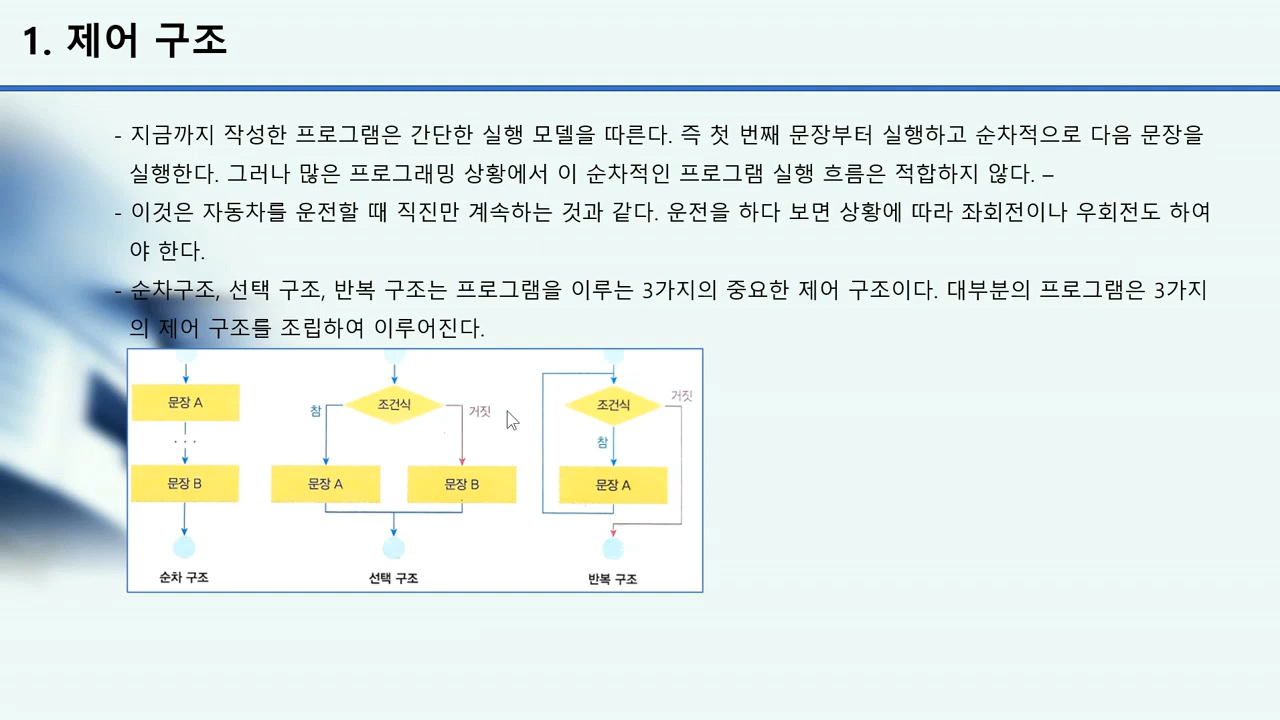 1. 제어 구조
- 지금까지 작성한 프로그램은 간단한 실행 모델을 따른다. 즉 첫 번째 문장부터 실행하고 순차적으로 다음 문장을
실행한다. 그러나 많은 프로그래밍 상황에서 이 순차적인 프로그램 실행 흐름은 적합하지 않다. –
- 이것은 자동차를 운전할 때 직진만 계속하는 것과 같다. 운전을 하다 보면 상황에 따라 좌회전이나 우회전도 하여
야 한다.
- 순차구조, 선택 구조, 반복 구조는 프로그램을 이루는 3가지의 중요한 제어 구조이다. 대부분의 프로그램은 3가지
의 제어 구조를 조립하여 이루어진다.
문장 A
. . .
문장 B
순차 구조
조건식
참
거짓
문장 A
문장 B
선택 구조
조건식
거짓
참
문장 A
반복 구조